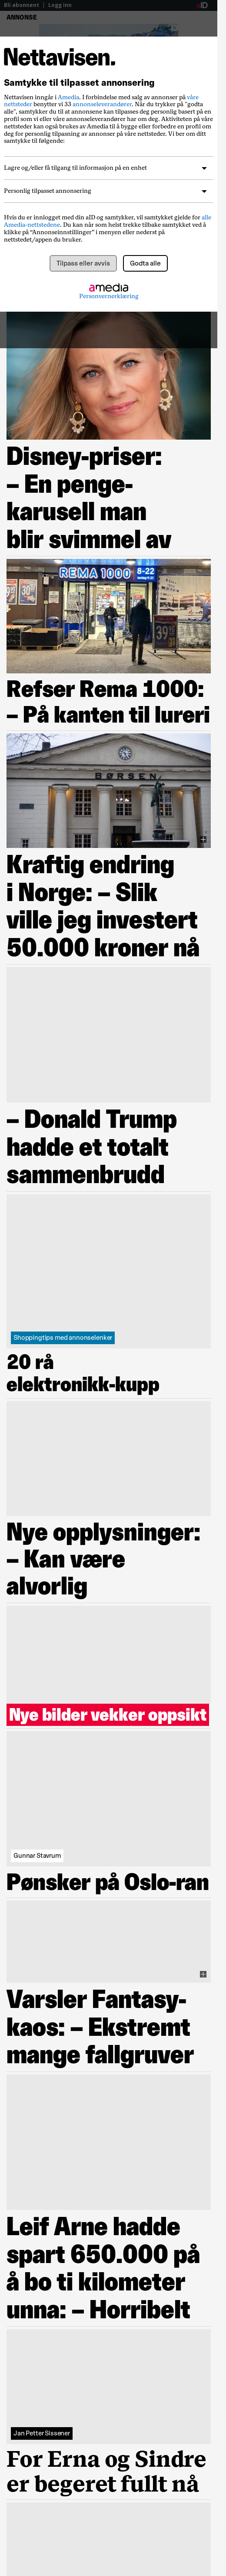 Bli abonnent | Logg inn
aID
ANNONSE
Nettavisen.
Samtykke til tilpasset annonsering
Nettavisen inngår i Amedia. I forbindelse med salg av annonser på våre
nettsteder benytter vi 33 annonseleverandører. Når du trykker på "godta
alle", samtykker du til at annonsene kan tilpasses deg personlig basert på en
profil om deg som vi eller annonseleverandørene har om deg. Aktiviteten din på våre
nettsteder kan også brukes av Amedia til å bygge eller forbedre en profil om
deg for personlig tilpasning av annonser på våre nettsteder. Vi ber om ditt
samtykke til følgende:
Lagre og/eller få tilgang til informasjon på en enhet
Personlig tilpasset annonsering
Hvis du er innlogget med din aID og samtykker, vil samtykket gjelde for alle
Amedia-nettstedene. Du kan når som helst trekke tilbake samtykket ved å
klikke på “Annonseinnstillinger” i menyen eller nederst på
nettstedet/appen du bruker.
Tilpass eller avvis
Godta alle
amedia
Personvernerklæring
Disney-priser:
– En penge-
karusell man
blir svimmel av
REMA 1000
8-22
39
Refser Rema 1000:
– På kanten til lureri
BØRSEN
Kraftig endring
i Norge: – Slik
ville jeg investert
50.000 kroner nå
– Donald Trump
hadde et totalt
sammenbrudd
Shoppingtips med annonselenker
20 rå
elektronikk-kupp
Nye opplysninger:
– Kan være
alvorlig
Nye bilder vekker oppsikt
Gunnar Stavrum
Pønsker på Oslo-ran
Varsler Fantasy-
kaos: – Ekstremt
mange fallgruver
Leif Arne hadde
spart 650.000 på
å bo ti kilometer
unna: – Horribelt
Jan Petter Sissener
For Erna og Sindre
er begeret fullt nå